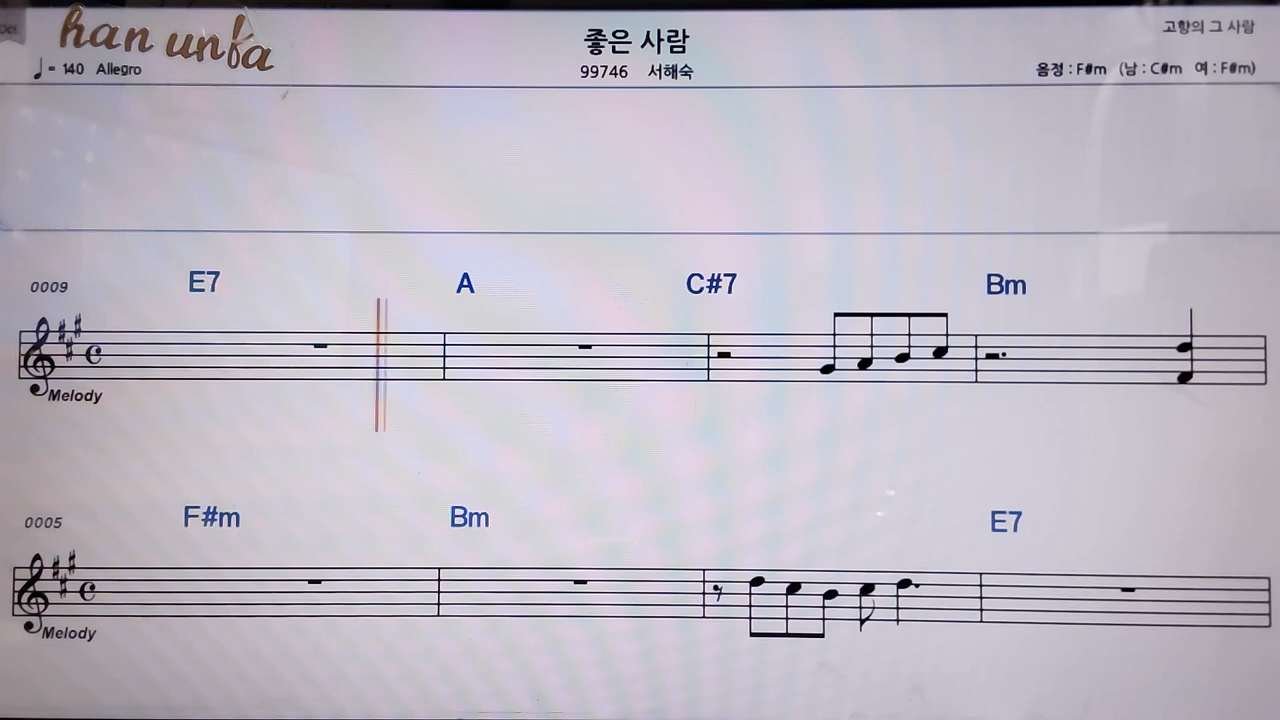 han unfa
좋은 사람
고향의 그 사람
♩= 140 Allegro
99746 서해숙
음정 : F#m (남 : C#m 여 : F#m)
E7 A C#7 Bm
0009
Melody
F#m Bm E7
0005
Melody